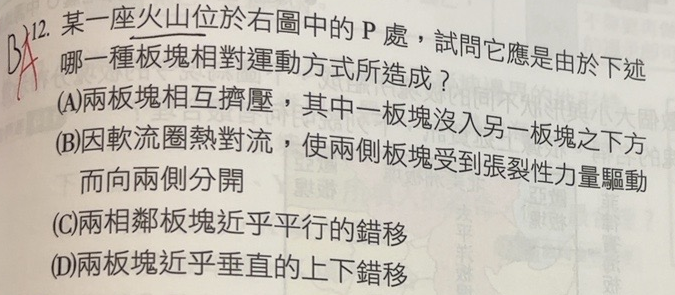 BA 12. 某一座火山位於右圖中的 P 處，試問它應是由於下述
哪一種板塊相對運動方式所造成？
(A)兩板塊相互擠壓，其中一板塊沒入另一板塊之下方
(B)因軟流圈熱對流，使兩側板塊受到張裂性力量驅動
而向兩側分開
(C)兩相鄰板塊近乎平行的錯移
(D)兩板塊近乎垂直的上下錯移